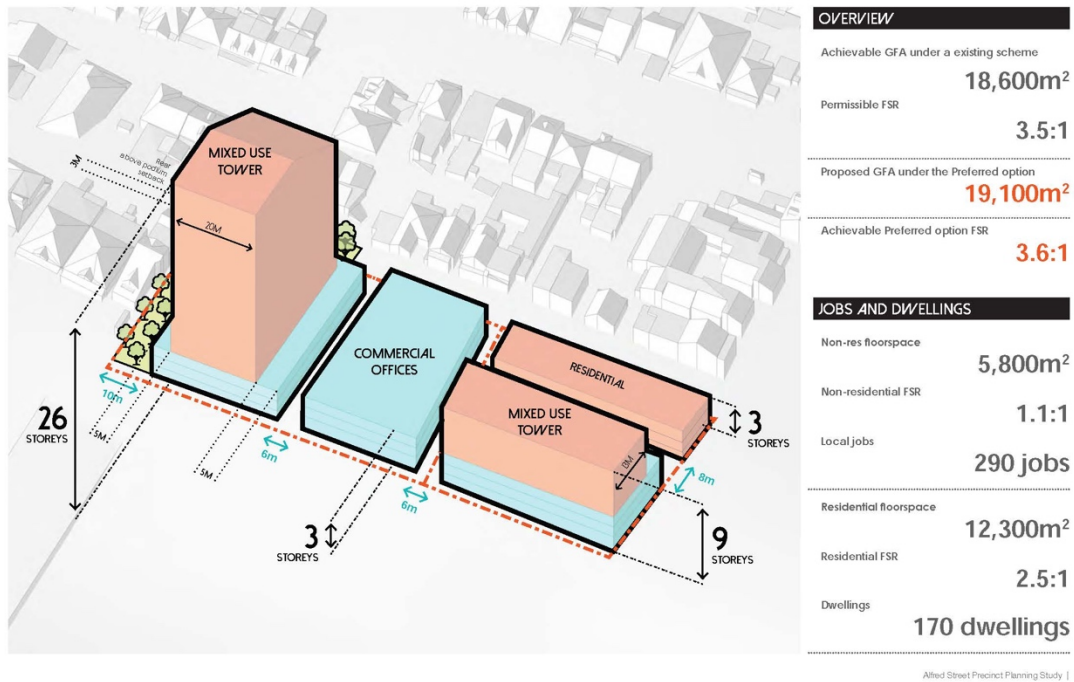 3M
Reef
above podium
setback
MIXED USE
TOWER
20M
COMMERCIAL
OFFICES
RESIDENTIAL
MIXED USE
TOWER
10m
5M
5M
6m
6m
8m
26
STOREYS
3
STOREYS
3
STOREYS
9
STOREYS
OVERVIEW
Achievable GFA under a existing scheme
18,600m²
Permissible FSR
3.5:1
Proposed GFA under the Preferred option
19,100m²
Achievable Preferred option FSR
3.6:1
JOBS AND DWELLINGS
Non-res floorspace
5,800m²
Non-residential FSR
1.1:1
Local jobs
290 jobs
Residential floorspace
12,300m²
Residential FSR
2.5:1
Dwellings
170 dwellings
Alfred Street Precinct Planning Study |